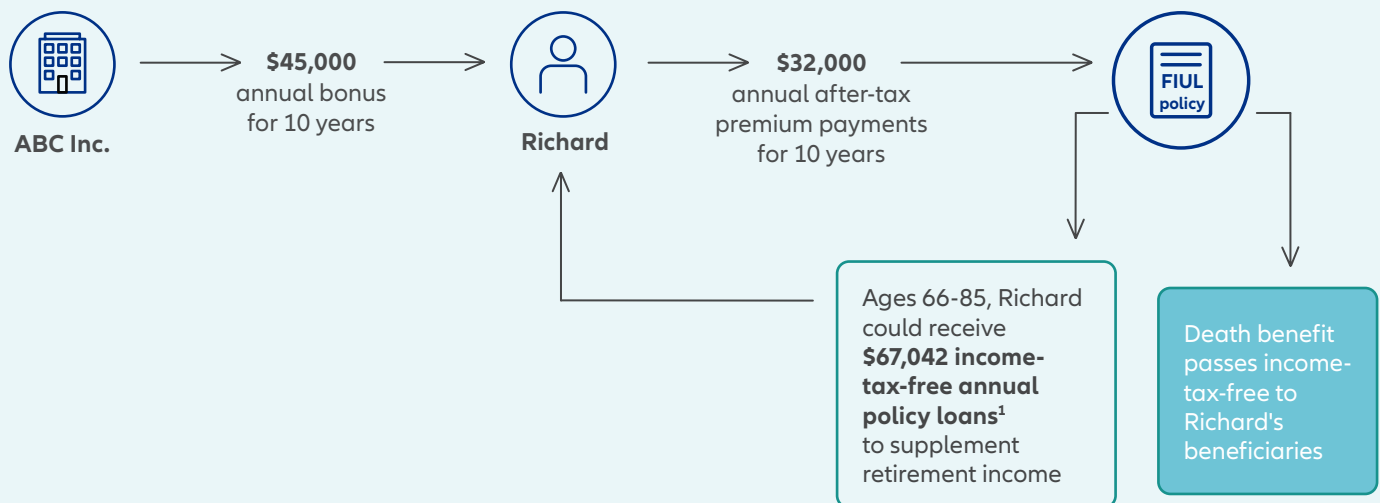 ABC Inc.
$45,000
annual bonus
for 10 years
Richard
$32,000
annual after-tax
premium payments
for 10 years
FIUL
policy
Ages 66-85, Richard
could receive
$67,042 income-
tax-free annual
policy loans¹
to supplement
retirement income
Death benefit
passes income-
tax-free to
Richard's
beneficiaries